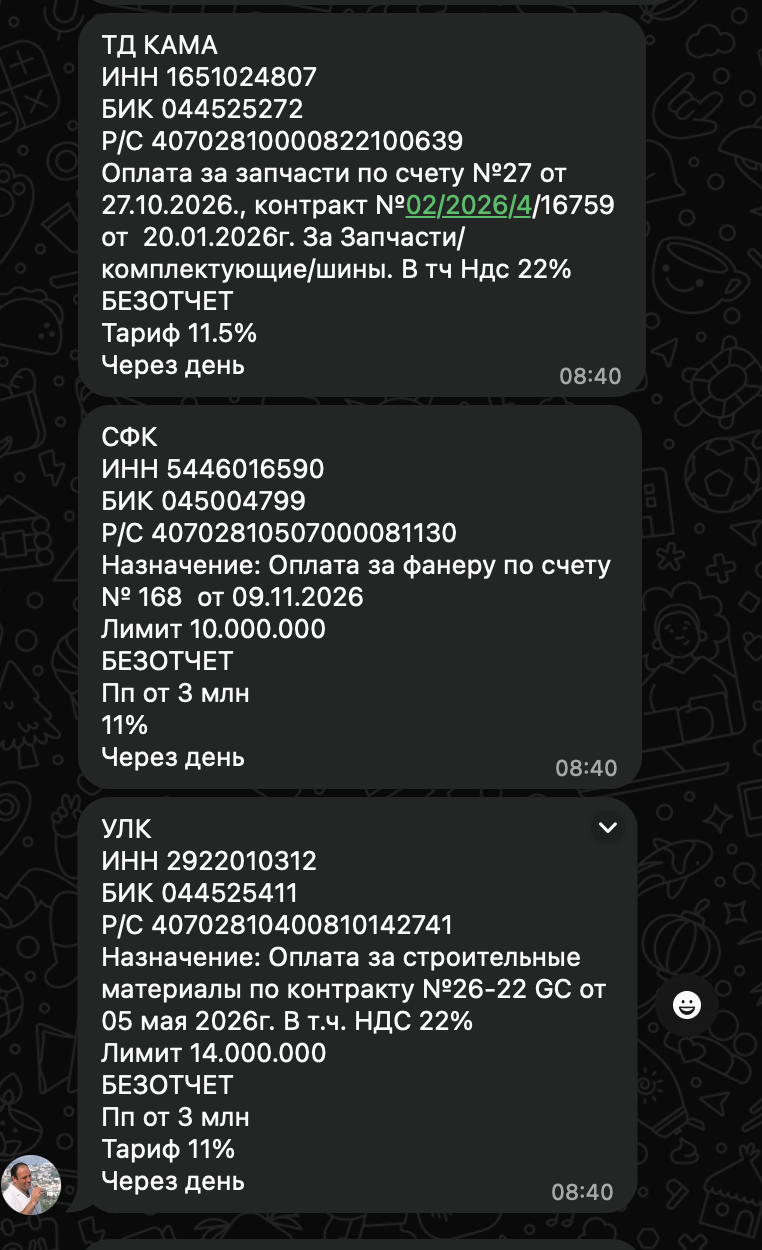 ТД КАМА
ИНН 1651024807
БИК 044525272
Р/С 40702810000822100639
Оплата за запчасти по счету №27 от
27.10.2026., контракт №02/2026/4/16759
от  20.01.2026г. За Запчасти/
комплектующие/шины. В тч Ндс 22%
БЕЗОТЧЕТ
Тариф 11.5%
Через день
08:40
СФК
ИНН 5446016590
БИК 045004799
Р/С 40702810507000081130
Назначение: Оплата за фанеру по счету
№ 168  от 09.11.2026
Лимит 10.000.000
БЕЗОТЧЕТ
Пп от 3 млн
11%
Через день
08:40
УЛК
ИНН 2922010312
БИК 044525411
Р/С 40702810400810142741
Назначение: Оплата за строительные
материалы по контракту №26-22 GC от
05 мая 2026г. В т.ч. НДС 22%
Лимит 14.000.000
БЕЗОТЧЕТ
Пп от 3 млн
Тариф 11%
Через день
08:40